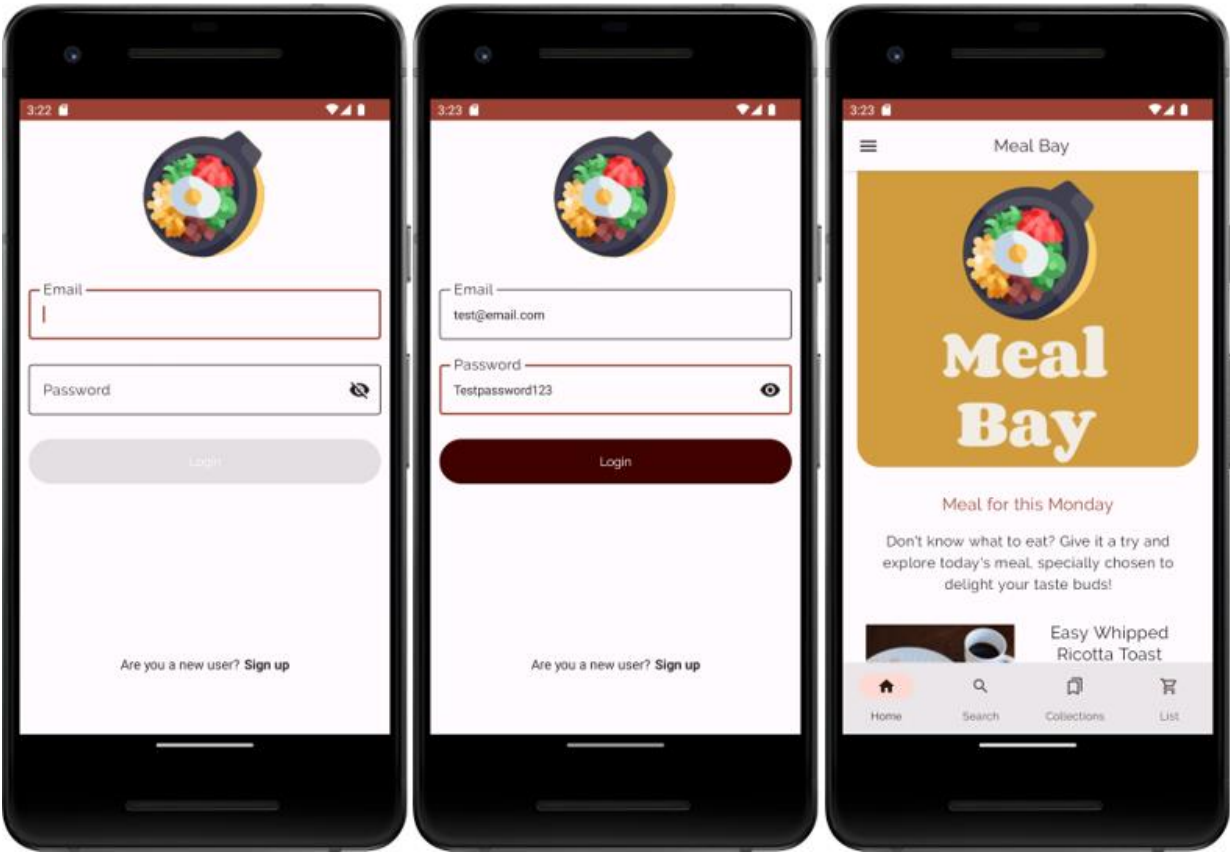 3:22
Email
Password
Login
Are you a new user? Sign up
3:23
Email
test@email.com
Password
Testpassword123
Login
Are you a new user? Sign up
3:23
Meal Bay
Meal
Bay
Meal for this Monday
Don't know what to eat? Give it a try and
explore today's meal, specially chosen to
delight your taste buds!
Easy Whipped
Ricotta Toast
Home
Search
Collections
List